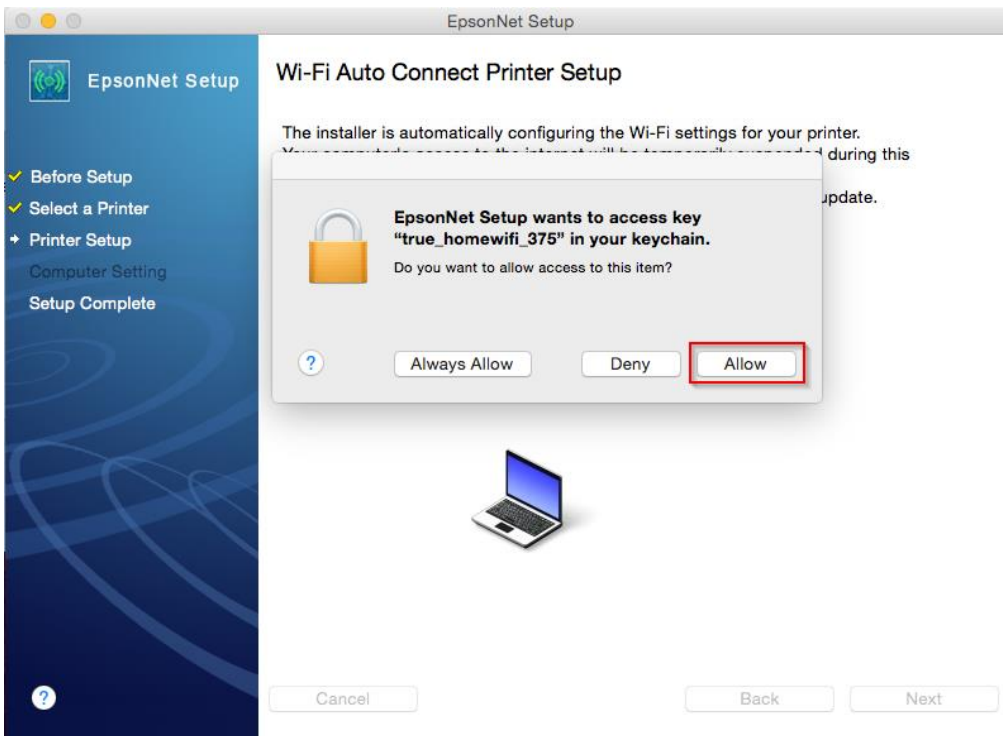 EpsonNet Setup
EpsonNet Setup
Before Setup
Select a Printer
Printer Setup
Computer Setting
Setup Complete
?
Wi-Fi Auto Connect Printer Setup
The installer is automatically configuring the Wi-Fi settings for your printer.
during this
update.
EpsonNet Setup wants to access key
“true_homewifi_375” in your keychain.
Do you want to allow access to this item?
?
Always Allow
Deny
Allow
Cancel
Back
Next